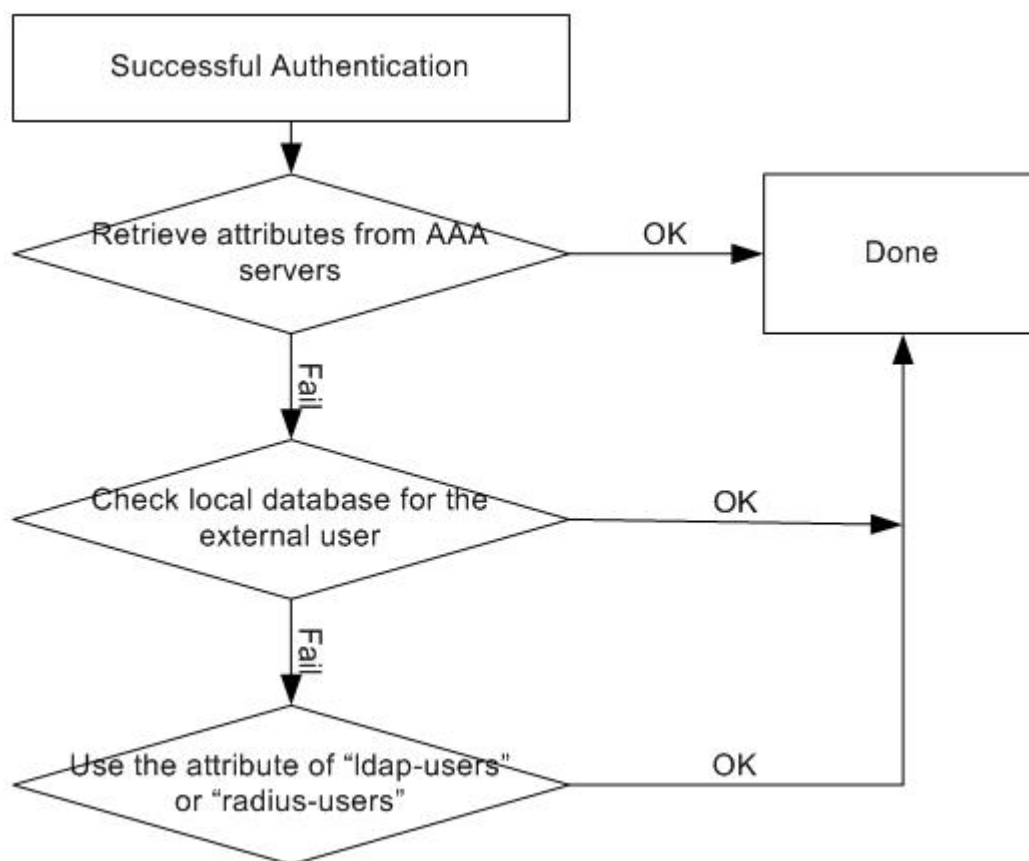 Successful Authentication
Retrieve attributes from AAA
servers
OK
Done
Fail
Check local database for the
external user
OK
Fail
Use the attribute of “ldap-users”
or “radius-users”
OK